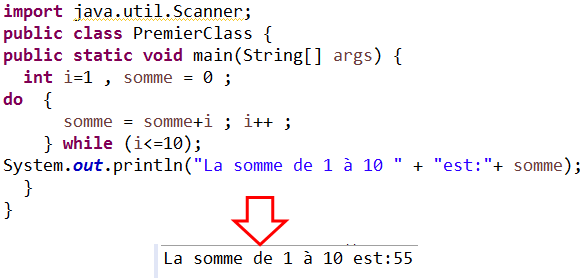 import java.util.Scanner;
public class PremierClass {
public static void main(String[] args) {
int i=1 , somme = 0 ;
do  {
somme = somme+i ; i++ ;
} while (i<=10);
System.out.println("La somme de 1 à 10 " + "est:"+ somme);
}
}
La somme de 1 à 10 est:55